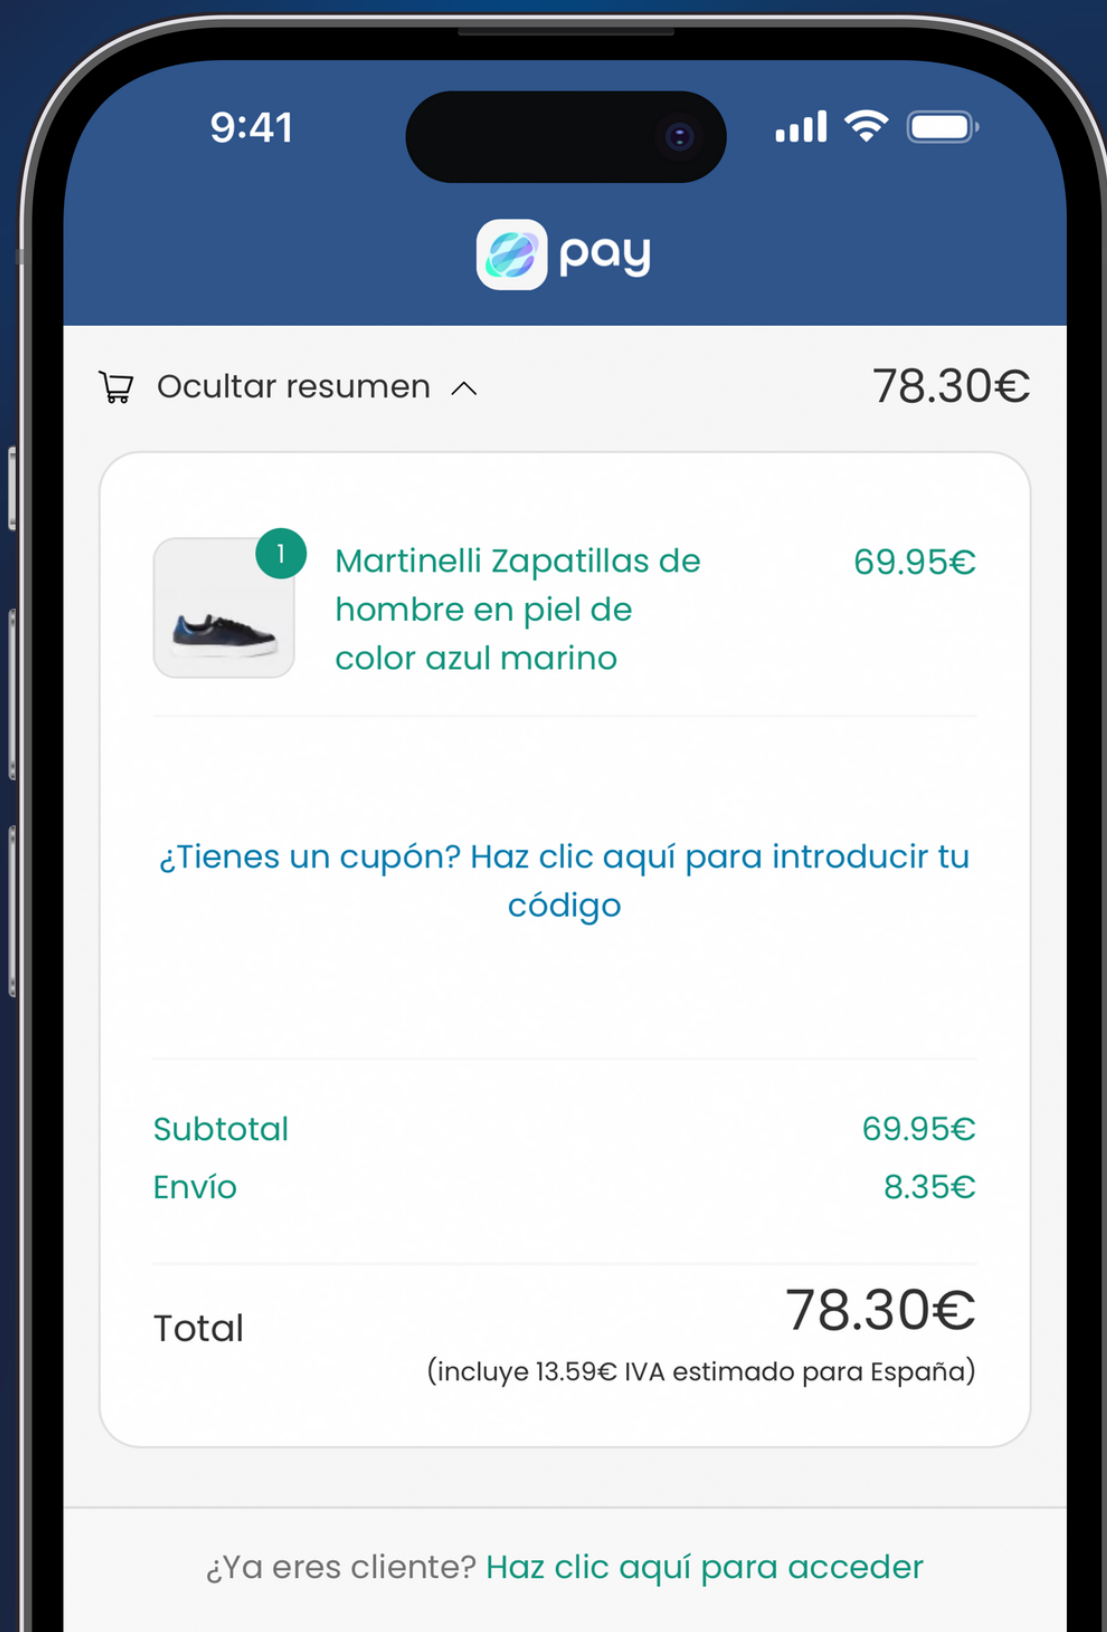 9:41
pay
Ocultar resumen
78.30€
1
Martinelli Zapatillas de
69.95€
hombre en piel de
color azul marino
¿Tienes un cupón? Haz clic aquí para introducir tu
código
Subtotal
69.95€
Envío
8.35€
Total
78.30€
(incluye 13.59€ IVA estimado para España)
¿Ya eres cliente? Haz clic aquí para acceder